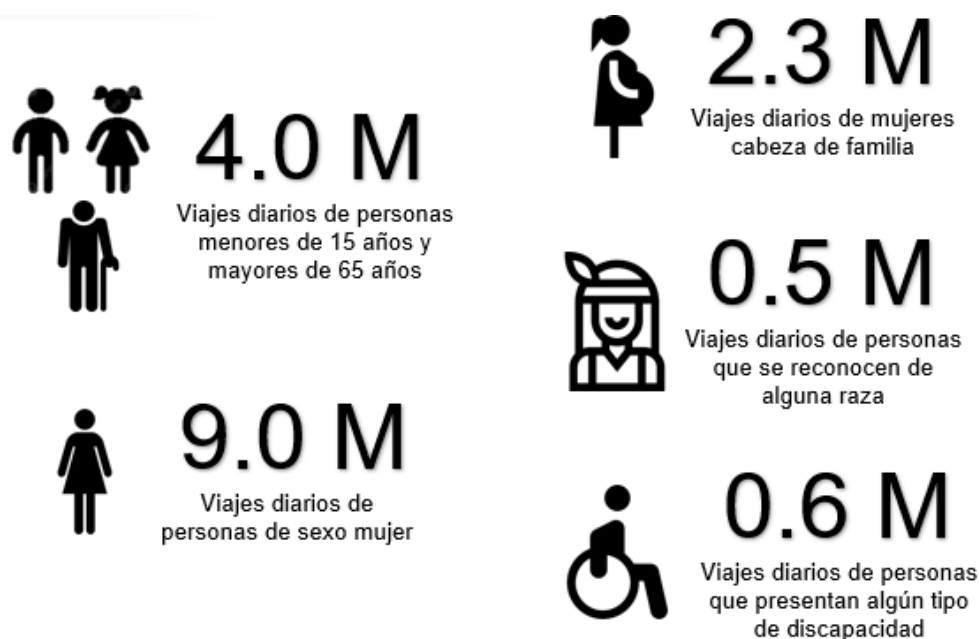 4.0 M
Viajes diarios de personas
menores de 15 años y
mayores de 65 años
9.0 M
Viajes diarios de
personas de sexo mujer
2.3 M
Viajes diarios de mujeres
cabeza de familia
0.5 M
Viajes diarios de personas
que se reconocen de
alguna raza
0.6 M
Viajes diarios de personas
que presentan algún tipo
de discapacidad